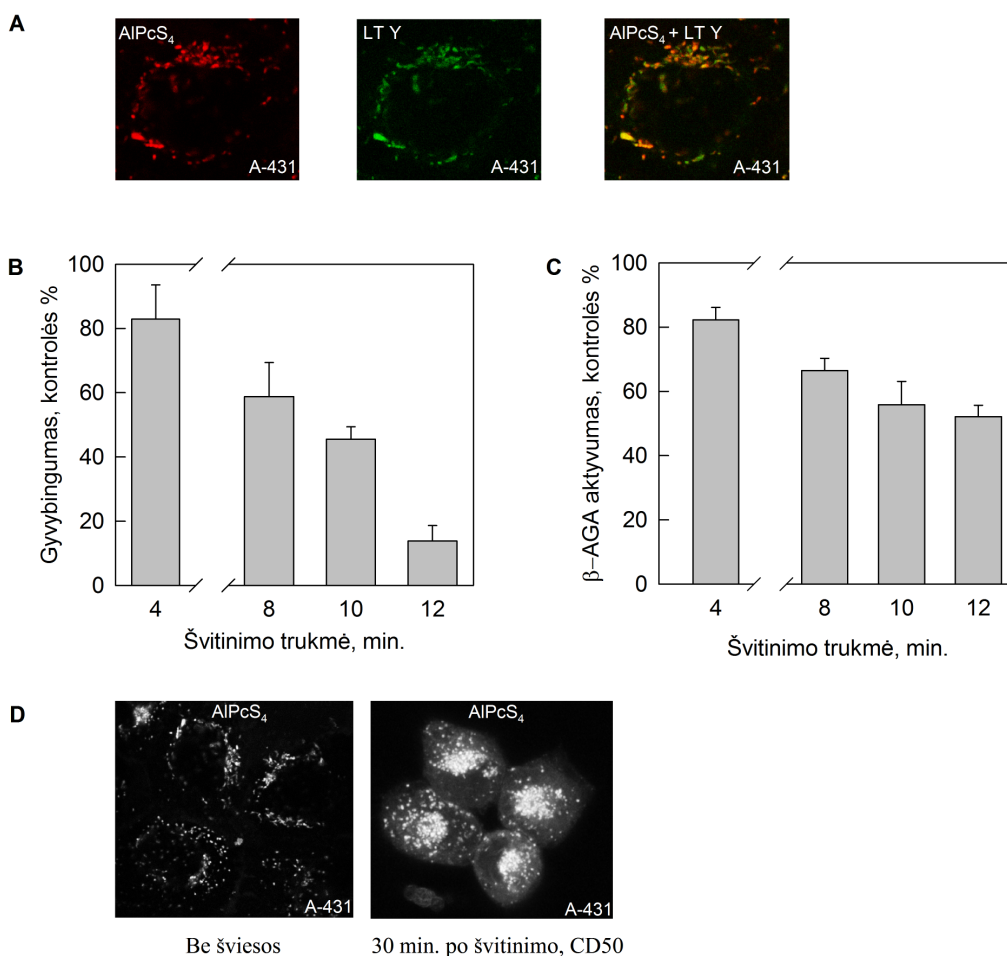 A
AlPcS₄
A-431
LT Y
A-431
AlPcS₄ + LT Y
A-431
B
Gyvybingumas, kontrolės %
100
80
60
40
20
0
4
8
10
12
Švitinimo trukmė, min.
C
β−AGA aktyvumas, kontrolės %
100
80
60
40
20
0
4
8
10
12
Švitinimo trukmė, min.
D
AlPcS₄
A-431
Be šviesos
AlPcS₄
A-431
30 min. po švitinimo, CD50